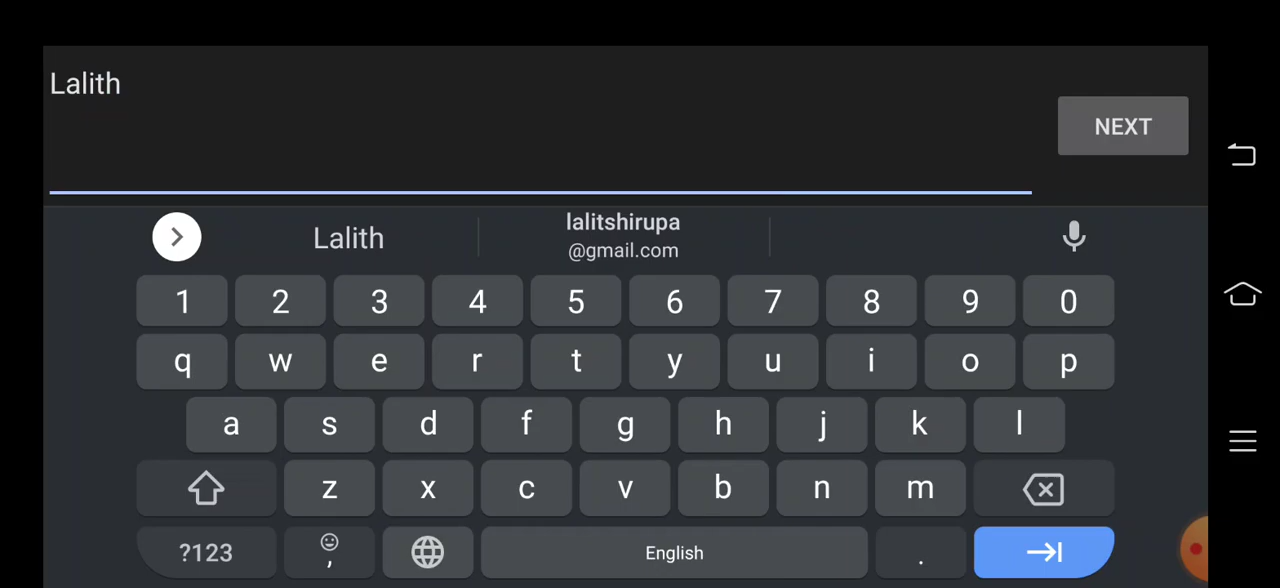 Lalith
NEXT
Lalith
lalitshirupa
@gmail.com
1 2 3 4 5 6 7 8 9 0
q w e r t y u i o p
a s d f g h j k l
z x c v b n m
?123 , English .